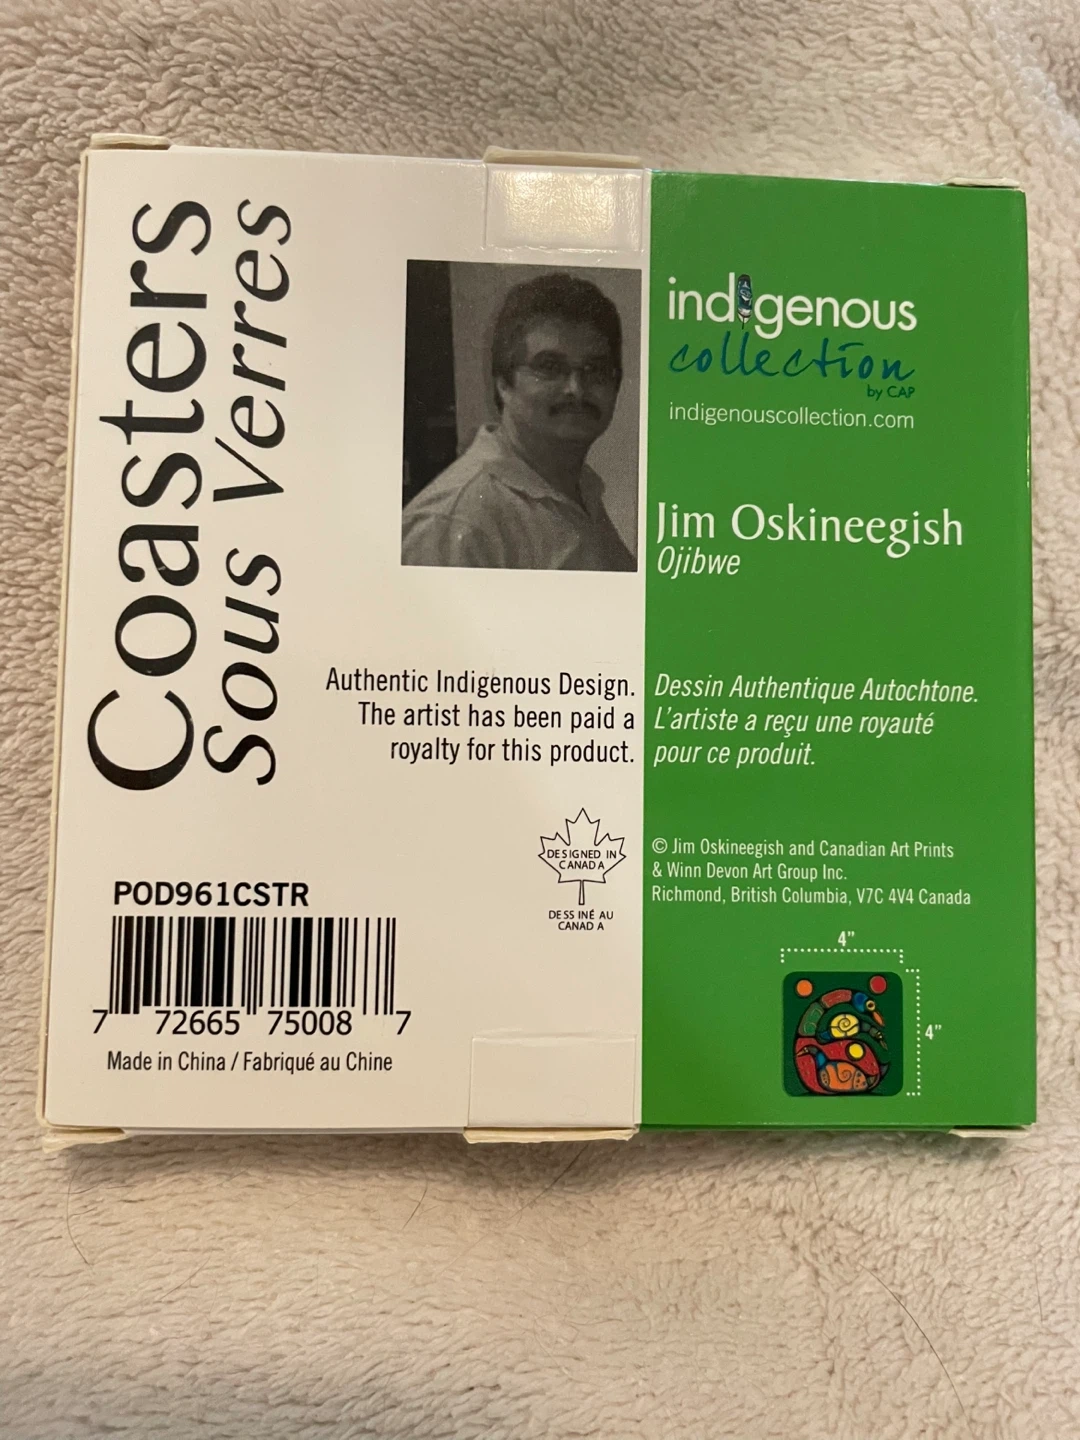 Coasters
Sous Verres
indigenous
collection
by CAP
indigenouscollection.com
Jim Oskineegish
Ojibwe
Authentic Indigenous Design.
The artist has been paid a
royalty for this product.
Dessin Authentique Autochtone.
L'artiste a reçu une royauté
pour ce produit.
DESIGNED IN
CANADA
DESSINÉ AU
CANADA
© Jim Oskineegish and Canadian Art Prints
& Winn Devon Art Group Inc.
Richmond, British Columbia, V7C 4V4 Canada
POD961CSTR
7 72665 75008 7
Made in China / Fabriqué au Chine
4"
4"